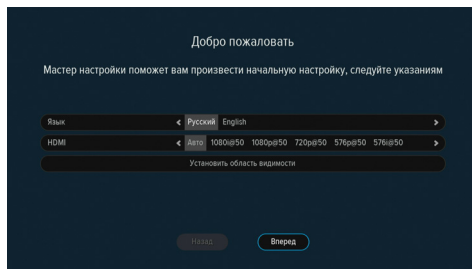 Добро пожаловать
Мастер настройки поможет вам произвести начальную настройку, следуйте указаниям
Язык Русский English
HDMI Авто 1080i@50 1080p@50 720p@50 576p@50 576i@50
Установить область видимости
Назад Вперед